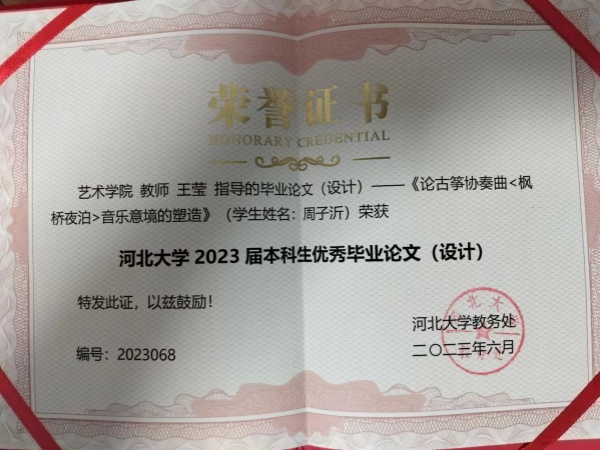 荣誉证书
HONORARY CREDENTIAL
艺术学院 教师 王莹 指导的毕业论文（设计）——《论古筝协奏曲<枫
桥夜泊>音乐意境的塑造》（学生姓名：周子沂）荣获
河北大学 2023 届本科生优秀毕业论文（设计）
特发此证，以兹鼓励！
河北大学教务处
编号：2023068
二〇二三年六月